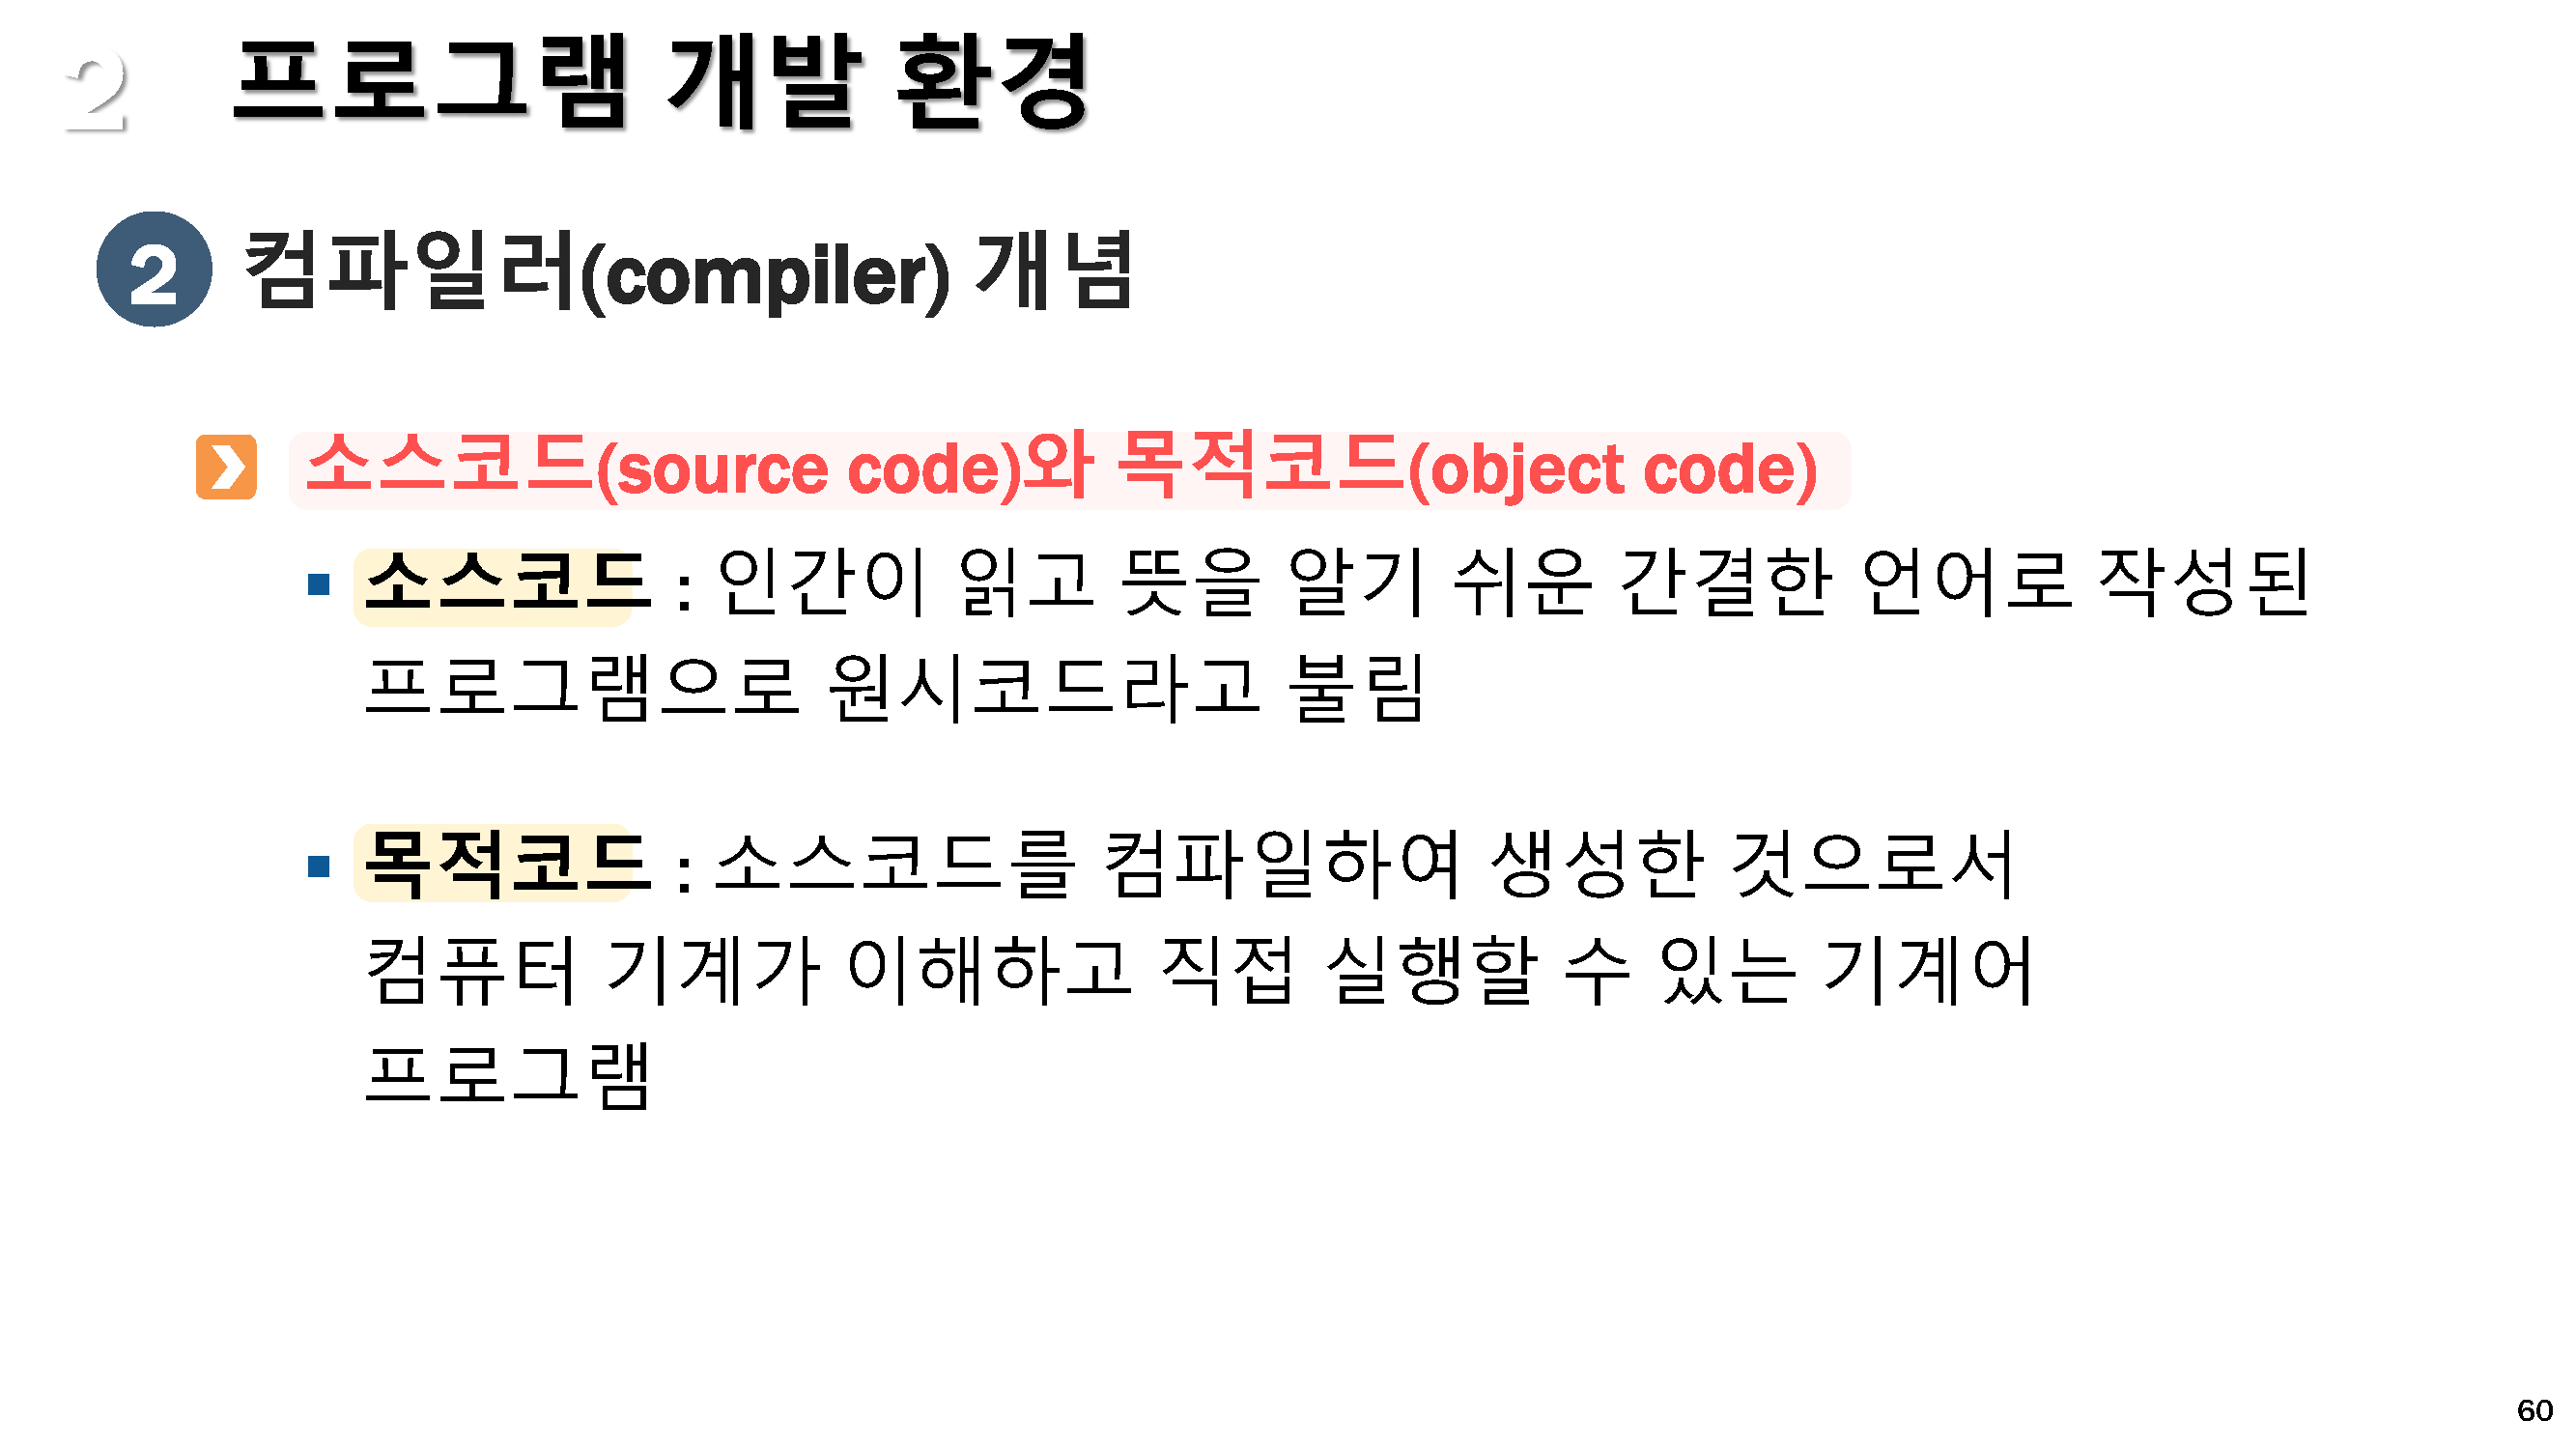 2 프로그램 개발 환경
2 컴파일러(compiler) 개념
소스코드(source code)와 목적코드(object code)
▪ 소스코드 : 인간이 읽고 뜻을 알기 쉬운 간결한 언어로 작성된
프로그램으로 원시코드라고 불림
▪ 목적코드 : 소스코드를 컴파일하여 생성한 것으로서
컴퓨터 기계가 이해하고 직접 실행할 수 있는 기계어
프로그램
60